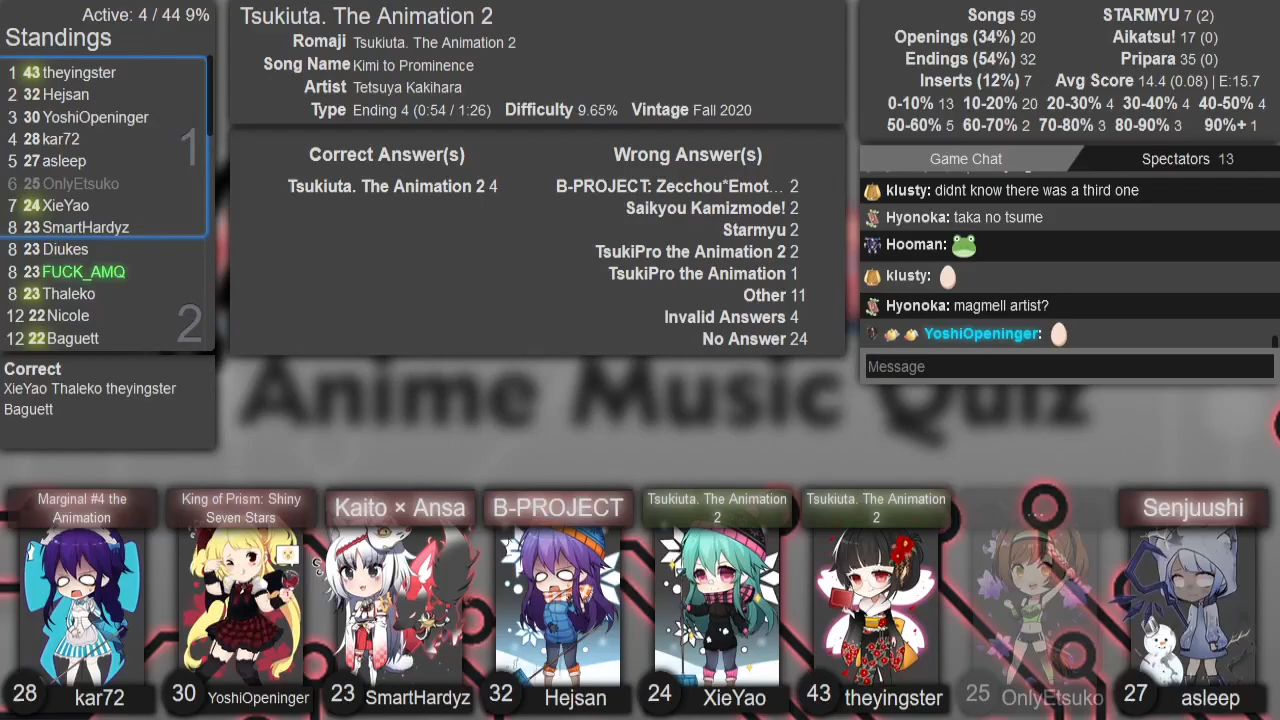 Active: 4 / 44 9%
Standings
1 43 theyingster
2 32 Hejsan
3 30 YoshiOpeninger
4 28 kar72
5 27 asleep
1
6 25 OnlyEtsuko
7 24 XieYao
8 23 SmartHardyz
8 23 Diukes
8 23 FUCK_AMQ
8 23 Thaleko
12 22 Nicole
12 22 Baguett
2
Correct
XieYao Thaleko theyingster
Baguett
Tsukiuta. The Animation 2
Romaji Tsukiuta. The Animation 2
Song Name Kimi to Prominence
Artist Tetsuya Kakihara
Type Ending 4 (0:54 / 1:26) Difficulty 9.65% Vintage Fall 2020
Correct Answer(s)
Tsukiuta. The Animation 2 4
Wrong Answer(s)
B-PROJECT: Zecchou*Emot... 2
Saikyou Kamizmode! 2
Starmyu 2
TsukiPro the Animation 2 2
TsukiPro the Animation 1
Other 11
Invalid Answers 4
No Answer 24
Songs 59
Openings (34%) 20
Endings (54%) 32
Inserts (12%) 7
STARMYU 7 (2)
Aikatsu! 17 (0)
Pripara 35 (0)
Avg Score 14.4 (0.08) | E:15.7
0-10% 13 10-20% 20 20-30% 4 30-40% 4 40-50% 4
50-60% 5 60-70% 2 70-80% 3 80-90% 3 90%+ 1
Game Chat
Spectators 13
klusty: didnt know there was a third one
Hyonoka: taka no tsume
Hooman:
klusty:
Hyonoka: magmell artist?
YoshiOpeninger:
Message
Anime Music Quiz
Marginal #4 the
Animation
King of Prism: Shiny
Seven Stars
Kaito × Ansa
B-PROJECT
Tsukiuta. The Animation
2
Tsukiuta. The Animation
2
...
Senjuushi
28 kar72
30 YoshiOpeninger
23 SmartHardyz
32 Hejsan
24 XieYao
43 theyingster
25 OnlyEtsuko
27 asleep